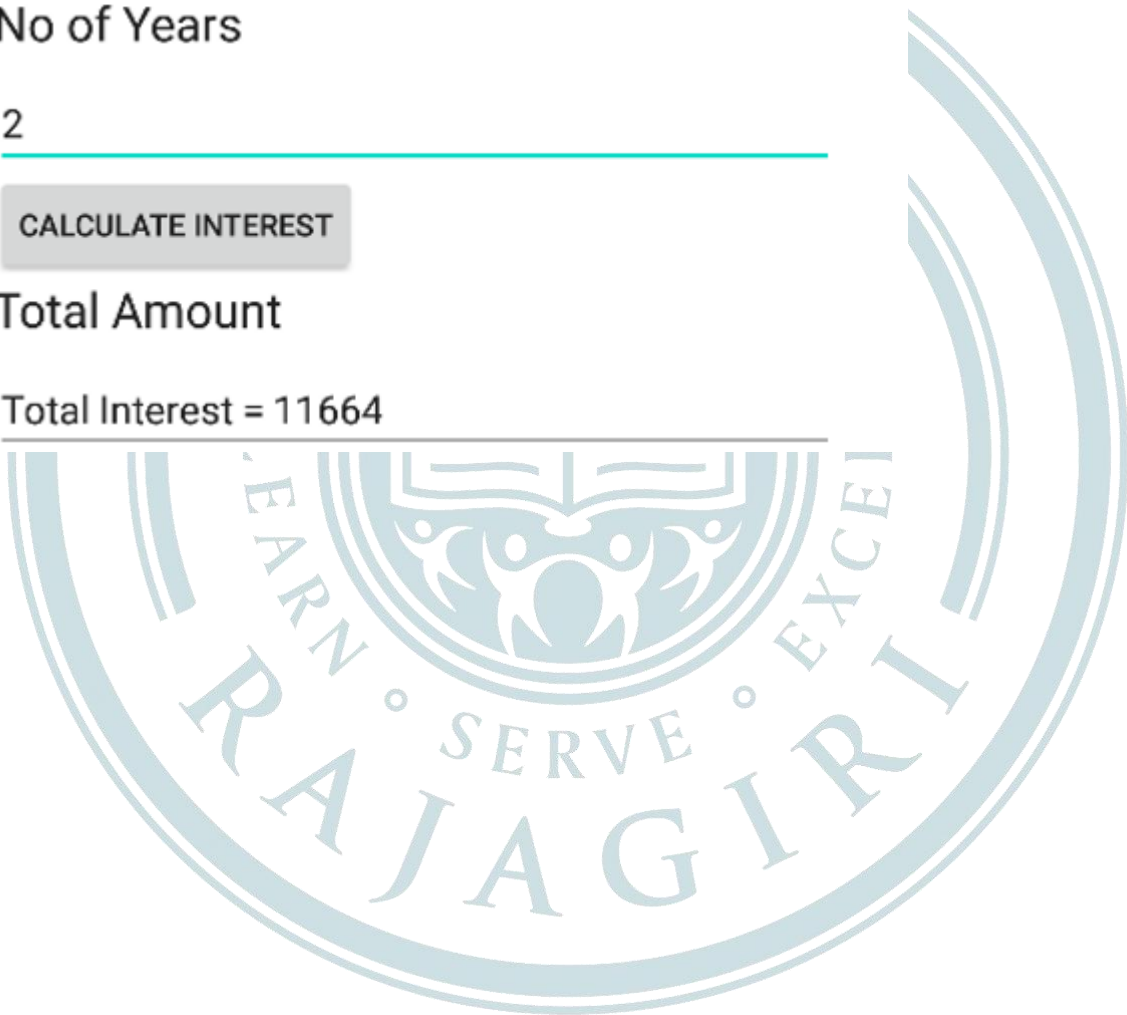 No of Years
2
CALCULATE INTEREST
Total Amount
Total Interest = 11664
LEARN ° SERVE ° EXCEL
RAJAGIRI